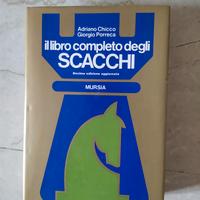 Adriano Chicco
Giorgio Porreca
il libro completo degli
SCACCHI
Decima edizione aggiornata
MURSIA